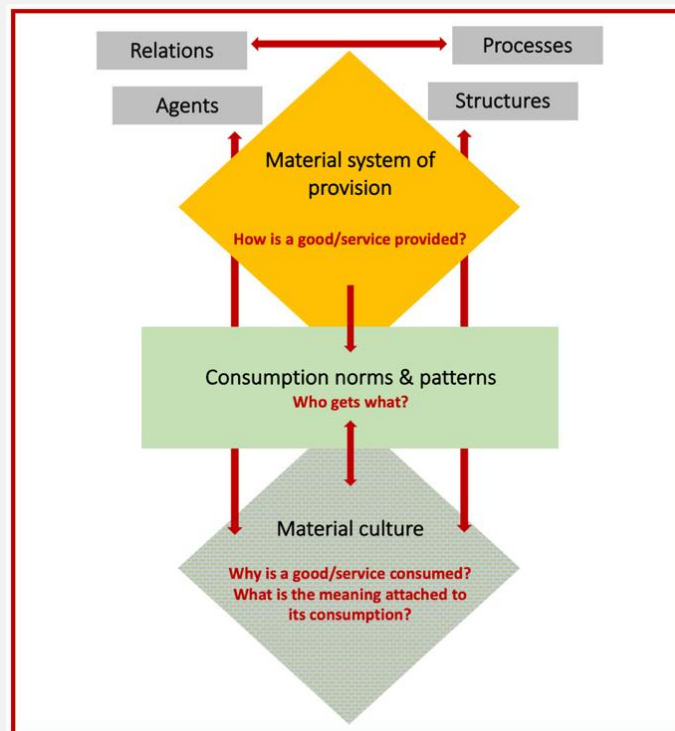 Relations
Processes
Agents
Structures
Material system of
provision
How is a good/service provided?
Consumption norms & patterns
Who gets what?
Material culture
Why is a good/service consumed?
What is the meaning attached to
its consumption?